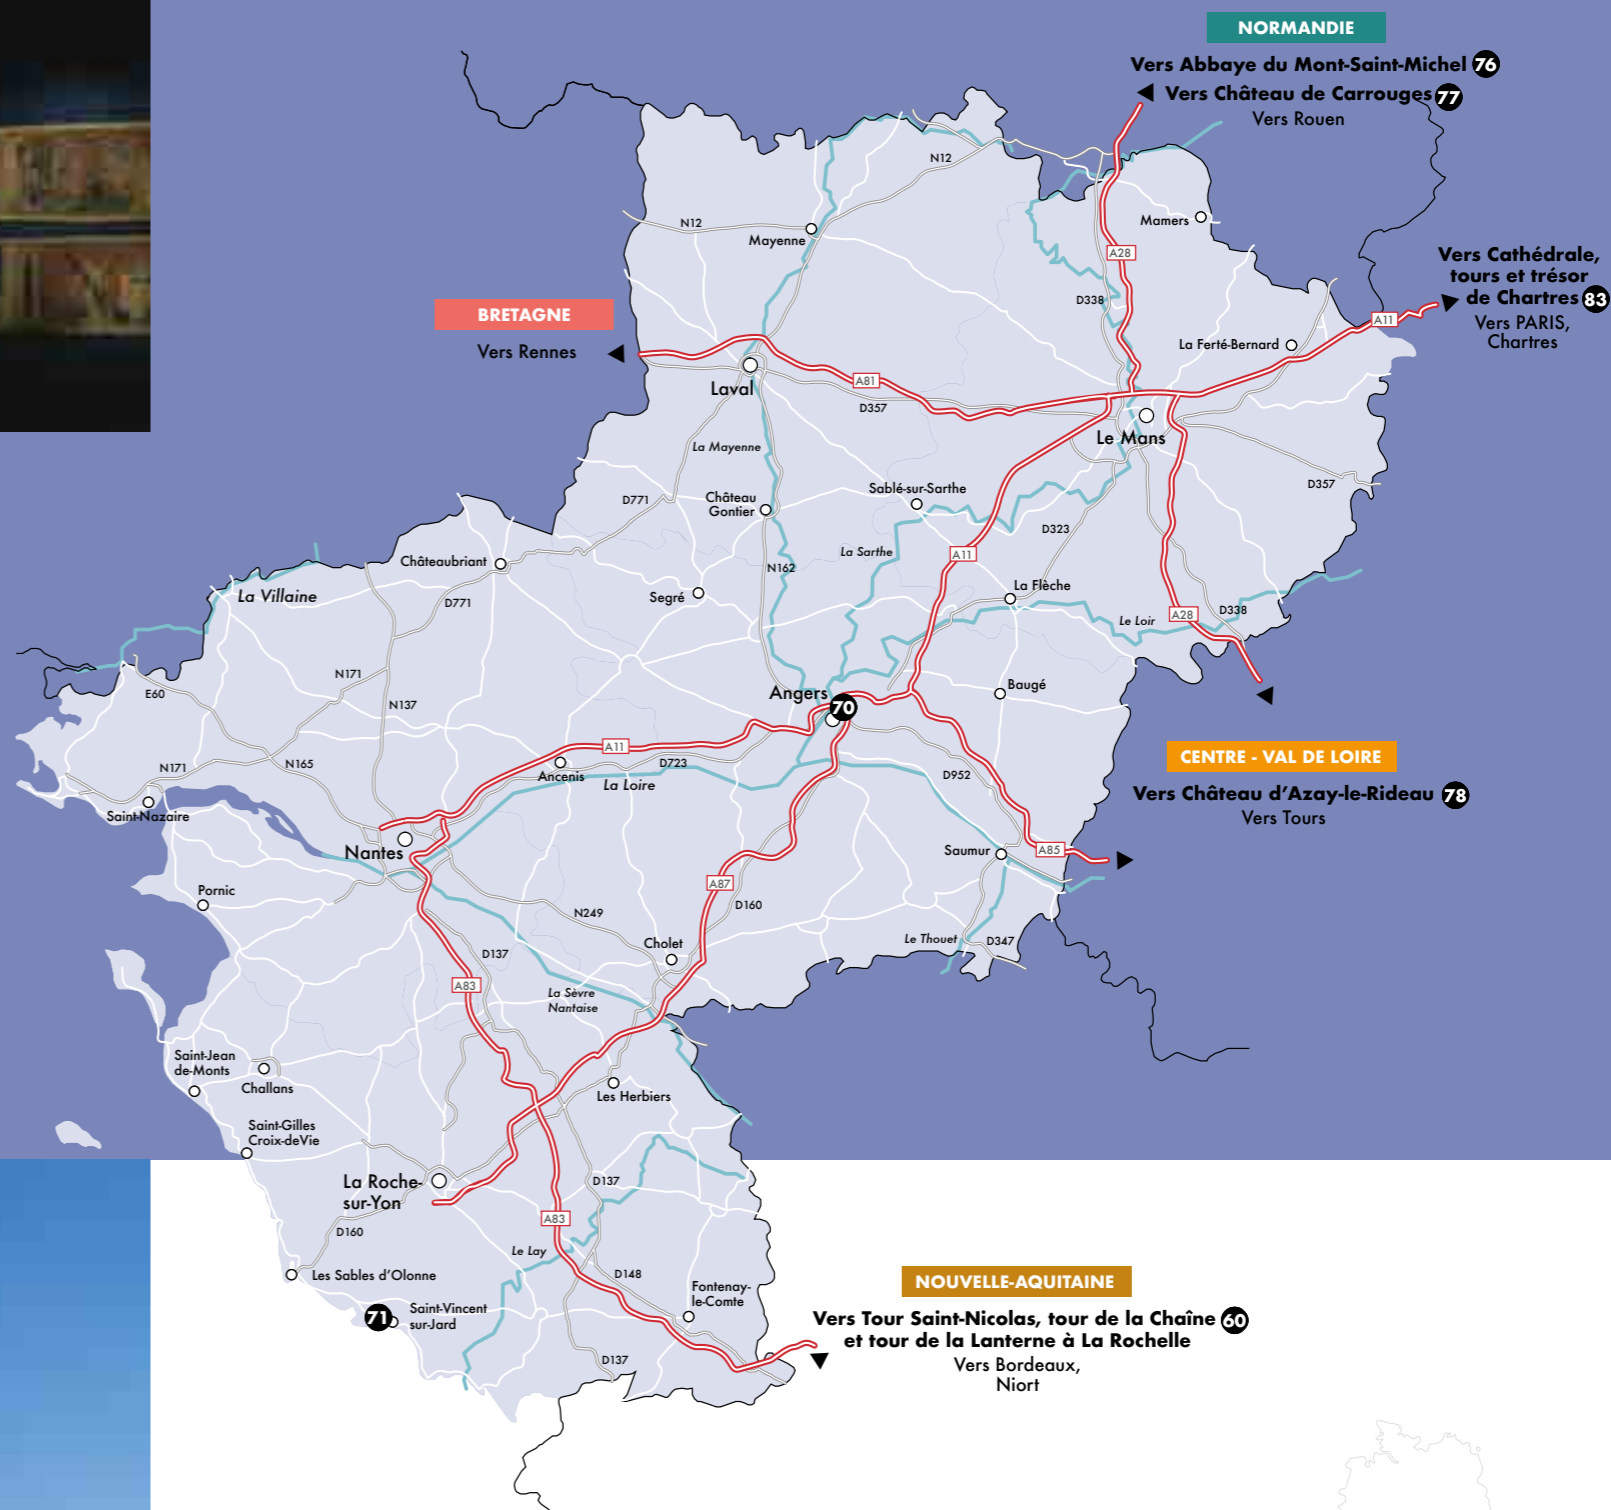 NORMANDIE
Vers Abbaye du Mont-Saint-Michel 76
Vers Château de Carrouges 77
Vers Rouen
N12
N12
Mayenne
Mamers
A28
D338
Vers Cathédrale,
tours et trésor
de Chartres 83
Vers PARIS,
Chartres
A11
La Ferté-Bernard
BRETAGNE
Vers Rennes
Laval
A81
D357
Le Mans
La Mayenne
D357
D771
Château
Gontier
Sablé-sur-Sarthe
D323
La Sarthe
A11
Châteaubriant
N162
La Flèche
La Villaine
D771
Segré
Le Loir
A28
D338
N171
E60
N137
Angers
70
Baugé
A11
N171
N165
Ancenis
D723
La Loire
D952
CENTRE - VAL DE LOIRE
Vers Château d'Azay-le-Rideau 78
Vers Tours
Saint-Nazaire
Nantes
Saumur
A85
A87
Pornic
N249
D160
Cholet
Le Thouet
D347
D137
A83
La Sèvre
Nantaise
Saint-Jean
de-Monts
Challans
Les Herbiers
Saint-Gilles
Croix-deVie
La Roche-
sur-Yon
D137
A83
D160
Le Lay
Les Sables d'Olonne
D148
Fontenay-
le-Comte
71
Saint-Vincent
sur-Jard
D137
NOUVELLE-AQUITAINE
Vers Tour Saint-Nicolas, tour de la Chaîne 60
et tour de la Lanterne à La Rochelle
Vers Bordeaux,
Niort